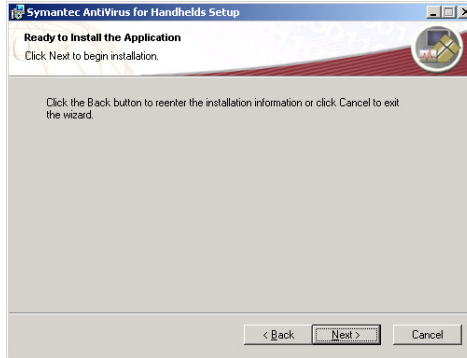 Symantec AntiVirus for Handhelds Setup
Ready to Install the Application
Click Next to begin installation.
Click the Back button to reenter the installation information or click Cancel to exit
the wizard.
< Back Next > Cancel